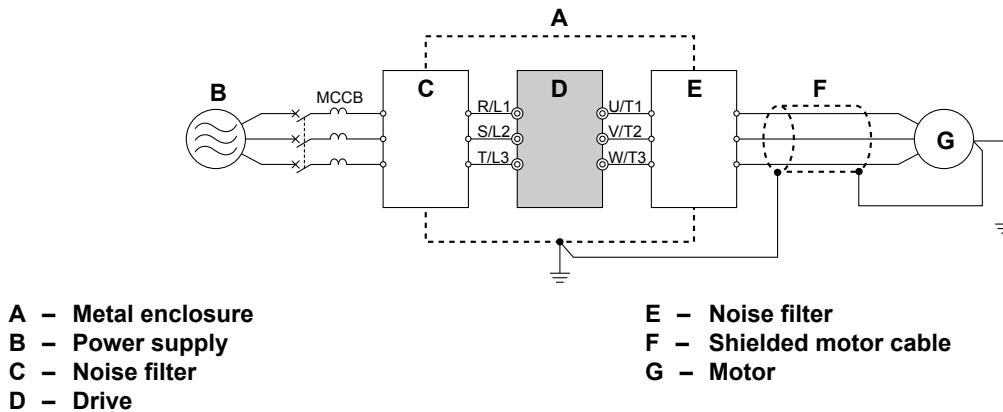 A
B
MCCB
C
R/L1
S/L2
T/L3
D
U/T1
V/T2
W/T3
E
F
G
A – Metal enclosure
B – Power supply
C – Noise filter
D – Drive
E – Noise filter
F – Shielded motor cable
G – Motor